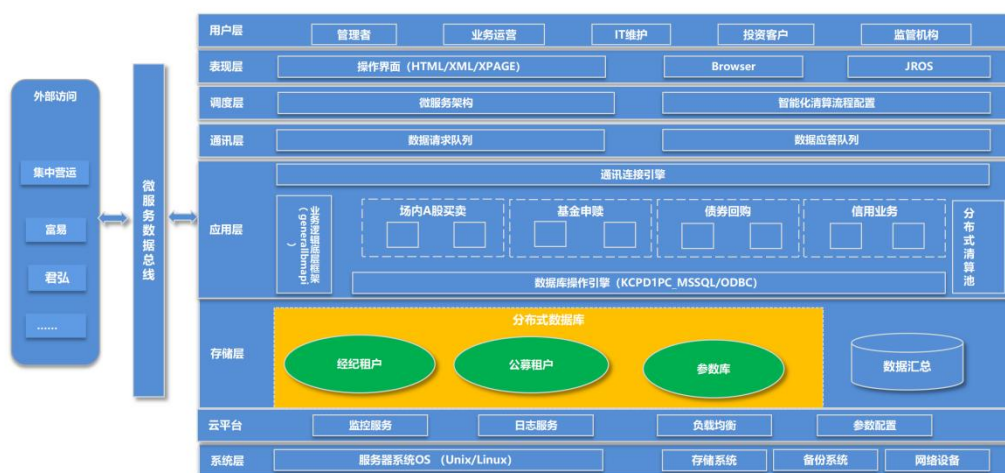 用户层
管理者
业务运营
IT维护
投资客户
监管机构
表现层
操作界面（HTML/XML/XPAGE）
Browser
JROS
调度层
微服务架构
智能化清算流程配置
通讯层
数据请求队列
数据应答队列
外部访问
集中营运
富易
君弘
......
微服务数据总线
应用层
通讯连接引擎
业务逻辑底层框架
（generallbmapi）
场内A股买卖
基金申赎
债券回购
信用业务
分布式清算池
数据库操作引擎（KCPD1PC_MSSQL/ODBC）
存储层
分布式数据库
经纪租户
公募租户
参数库
数据汇总
云平台
监控服务
日志服务
负载均衡
参数配置
系统层
服务器系统OS （Unix/Linux）
存储系统
备份系统
网络设备